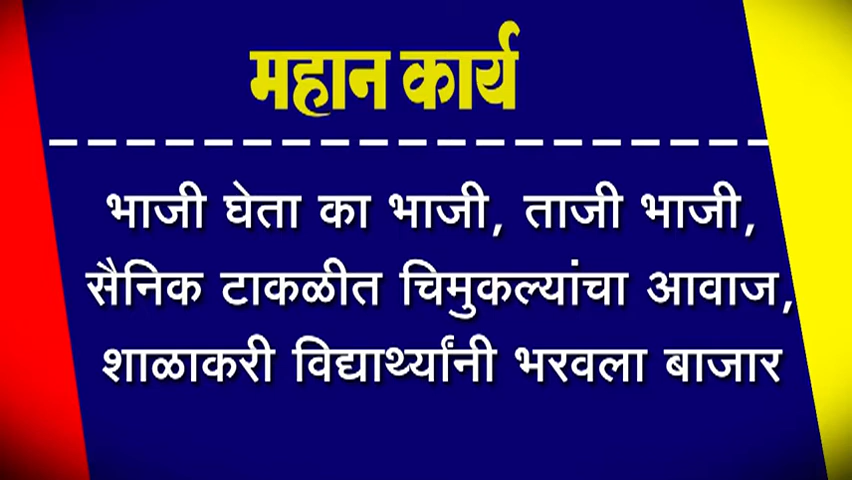 महान कार्य
भाजी घेता का भाजी, ताजी भाजी,
सैनिक टाकळीत चिमुकल्यांचा आवाज,
शाळाकरी विद्यार्थ्यांनी भरवला बाजार